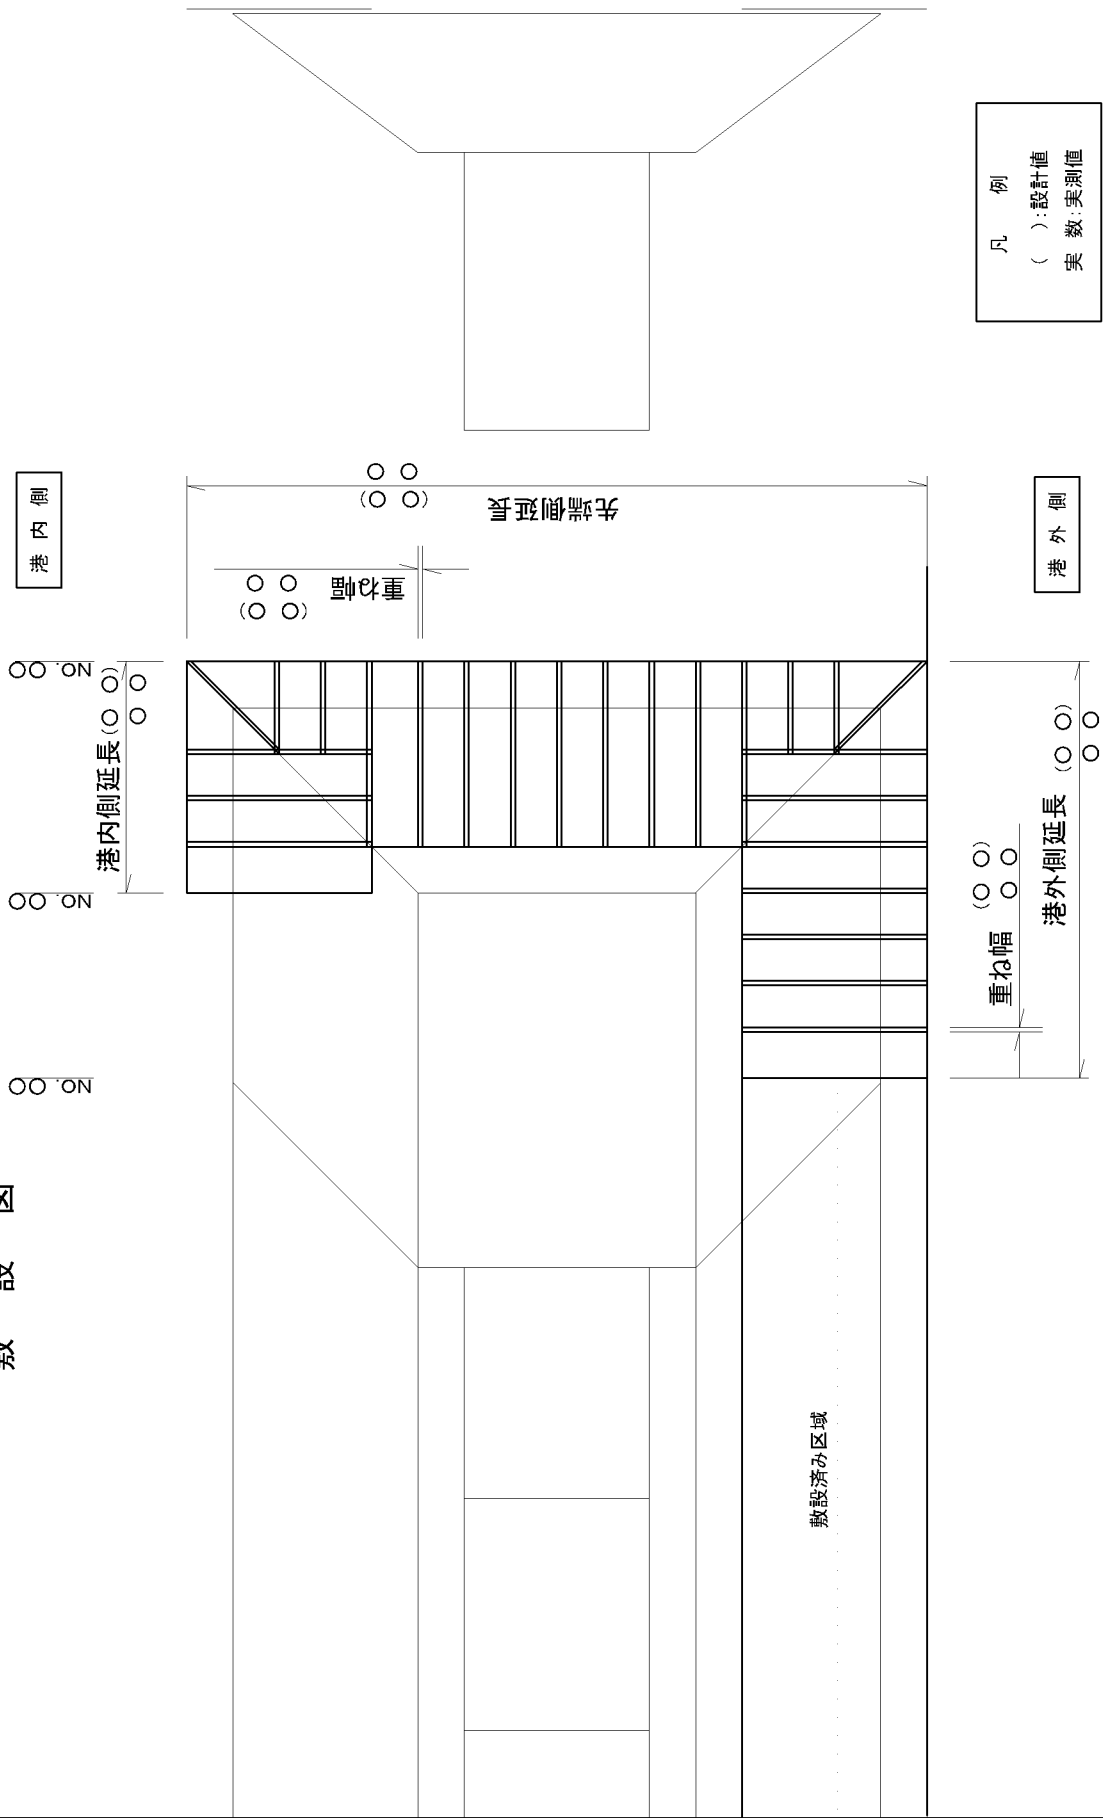 敷 設 図
No. ○○
No. ○○
No. ○○
港 内 側
港内側延長
(○ ○)
○ ○
重ね幅
(○ ○)
○ ○
先端側延長
(○ ○)
○ ○
敷設済み区域
重ね幅
(○ ○)
○ ○
港外側延長
(○ ○)
○ ○
港 外 側
凡 例
( ):設計値
実 数:実測値